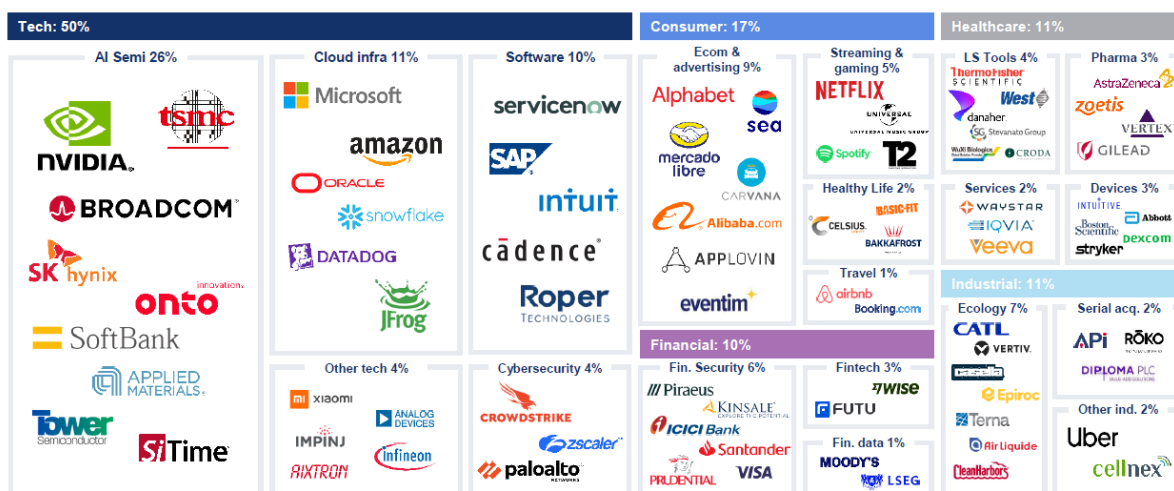 Tech: 50%
AI Semi 26%
NVIDIA.
tsmc
BROADCOM
SK hynix
onto
innovation
SoftBank
APPLIED
MATERIALS
Tower
Semiconductor
SiTime
Cloud infra 11%
Microsoft
amazon
ORACLE
snowflake
DATADOG
JFrog
Software 10%
servicenow
SAP
intuit
cādence
Roper
TECHNOLOGIES
Other tech 4%
mi xiaomi
ANALOG
DEVICES
IMPINJ
infineon
AIXTRON
Cybersecurity 4%
CROWDSTRIKE
zscaler
paloalto
NETWORKS
Consumer: 17%
Ecom &
advertising 9%
Alphabet
sea
mercado
libre
CARVANA
Alibaba.com
APPLOVIN
eventim
Streaming &
gaming 5%
NETFLIX
UNIVERSAL
UNIVERSAL MUSIC GROUP
Spotify
T2
Healthy Life 2%
BASIC-FIT
CELSIUS
BAKKAFROST
Travel 1%
airbnb
Booking.com
Financial: 10%
Fin. Security 6%
Piraeus
KINSALE
ICICI Bank
Santander
PRUDENTIAL
VISA
Fintech 3%
WISE
FUTU
Fin. data 1%
MOODY'S
LSEG
Healthcare: 11%
LS Tools 4%
ThermoFisher
SCIENTIFIC
West
danaher
SG Stevanato Group
WuXi Biologics
CRODA
Pharma 3%
AstraZeneca
zoetis
VERTEX
GILEAD
Services 2%
WAYSTAR
IQVIA
Veeva
Devices 3%
INTUITIVE
Abbott
Boston
Scientific
Dexcom
stryker
Industrial: 11%
Ecology 7%
CATL
VERTIV.
casella
Epiroc
Terna
Air Liquide
CleanHarbors
Serial acq. 2%
APi
RŌKO
DIPLOMA PLC
Other ind. 2%
Uber
cellnex